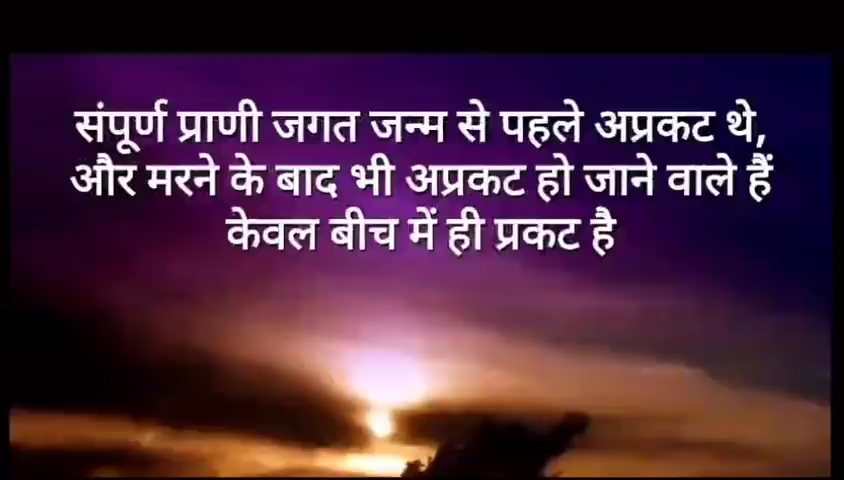 संपूर्ण प्राणी जगत जन्म से पहले अप्रकट थे,
और मरने के बाद भी अप्रकट हो जाने वाले हैं
केवल बीच में ही प्रकट है